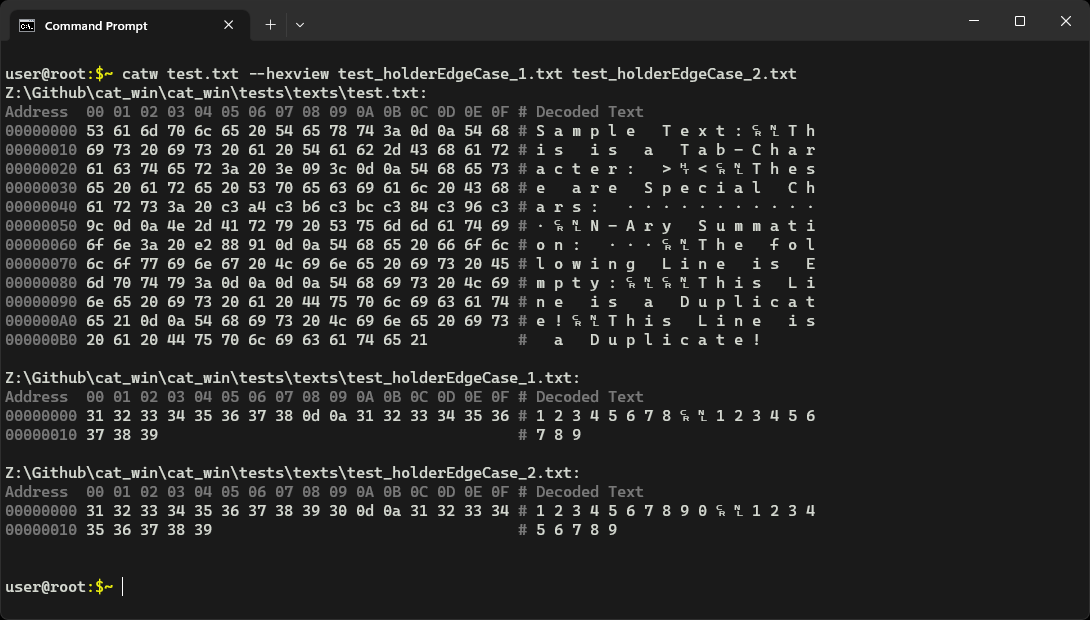 Command Prompt
user@root:$~ catw test.txt --hexview test_holderEdgeCase_1.txt test_holderEdgeCase_2.txt
Z:\Github\cat_win\cat_win\tests\texts\test.txt:
Address  00 01 02 03 04 05 06 07 08 09 0A 0B 0C 0D 0E 0F # Decoded Text
00000000 53 61 6d 70 6c 65 20 54 65 78 74 3a 0d 0a 54 68 # S a m p l e   T e x t : ␍ ␤ T h
00000010 69 73 20 69 73 20 61 20 54 61 62 2d 43 68 61 72 # i s   i s   a   T a b - C h a r
00000020 61 63 74 65 72 3a 20 3e 09 3c 0d 0a 54 68 65 73 # a c t e r :   > ␉ < ␍ ␤ T h e s
00000030 65 20 61 72 65 20 53 70 65 63 69 61 6c 20 43 68 # e   a r e   S p e c i a l   C h
00000040 61 72 73 3a 20 c3 a4 c3 b6 c3 bc c3 84 c3 96 c3 # a r s :   · · · · · · · · · · ·
00000050 9c 0d 0a 4e 2d 41 72 79 20 53 75 6d 6d 61 74 69 # · ␍ ␤ N - A r y   S u m m a t i
00000060 6f 6e 3a 20 e2 88 91 0d 0a 54 68 65 20 66 6f 6c # o n :   · · · ␍ ␤ T h e   f o l
00000070 6c 6f 77 69 6e 67 20 4c 69 6e 65 20 69 73 20 45 # l o w i n g   L i n e   i s   E
00000080 6d 70 74 79 3a 0d 0a 0d 0a 54 68 69 73 20 4c 69 # m p t y : ␍ ␤ ␍ ␤ T h i s   L i
00000090 6e 65 20 69 73 20 61 20 44 75 70 6c 69 63 61 74 # n e   i s   a   D u p l i c a t
000000A0 65 21 0d 0a 54 68 69 73 20 4c 69 6e 65 20 69 73 # e ! ␍ ␤ T h i s   L i n e   i s
000000B0 20 61 20 44 75 70 6c 69 63 61 74 65 21          #   a   D u p l i c a t e !
Z:\Github\cat_win\cat_win\tests\texts\test_holderEdgeCase_1.txt:
Address  00 01 02 03 04 05 06 07 08 09 0A 0B 0C 0D 0E 0F # Decoded Text
00000000 31 32 33 34 35 36 37 38 0d 0a 31 32 33 34 35 36 # 1 2 3 4 5 6 7 8 ␍ ␤ 1 2 3 4 5 6
00000010 37 38 39                                        # 7 8 9
Z:\Github\cat_win\cat_win\tests\texts\test_holderEdgeCase_2.txt:
Address  00 01 02 03 04 05 06 07 08 09 0A 0B 0C 0D 0E 0F # Decoded Text
00000000 31 32 33 34 35 36 37 38 39 30 0d 0a 31 32 33 34 # 1 2 3 4 5 6 7 8 9 0 ␍ ␤ 1 2 3 4
00000010 35 36 37 38 39                                  # 5 6 7 8 9
user@root:$~